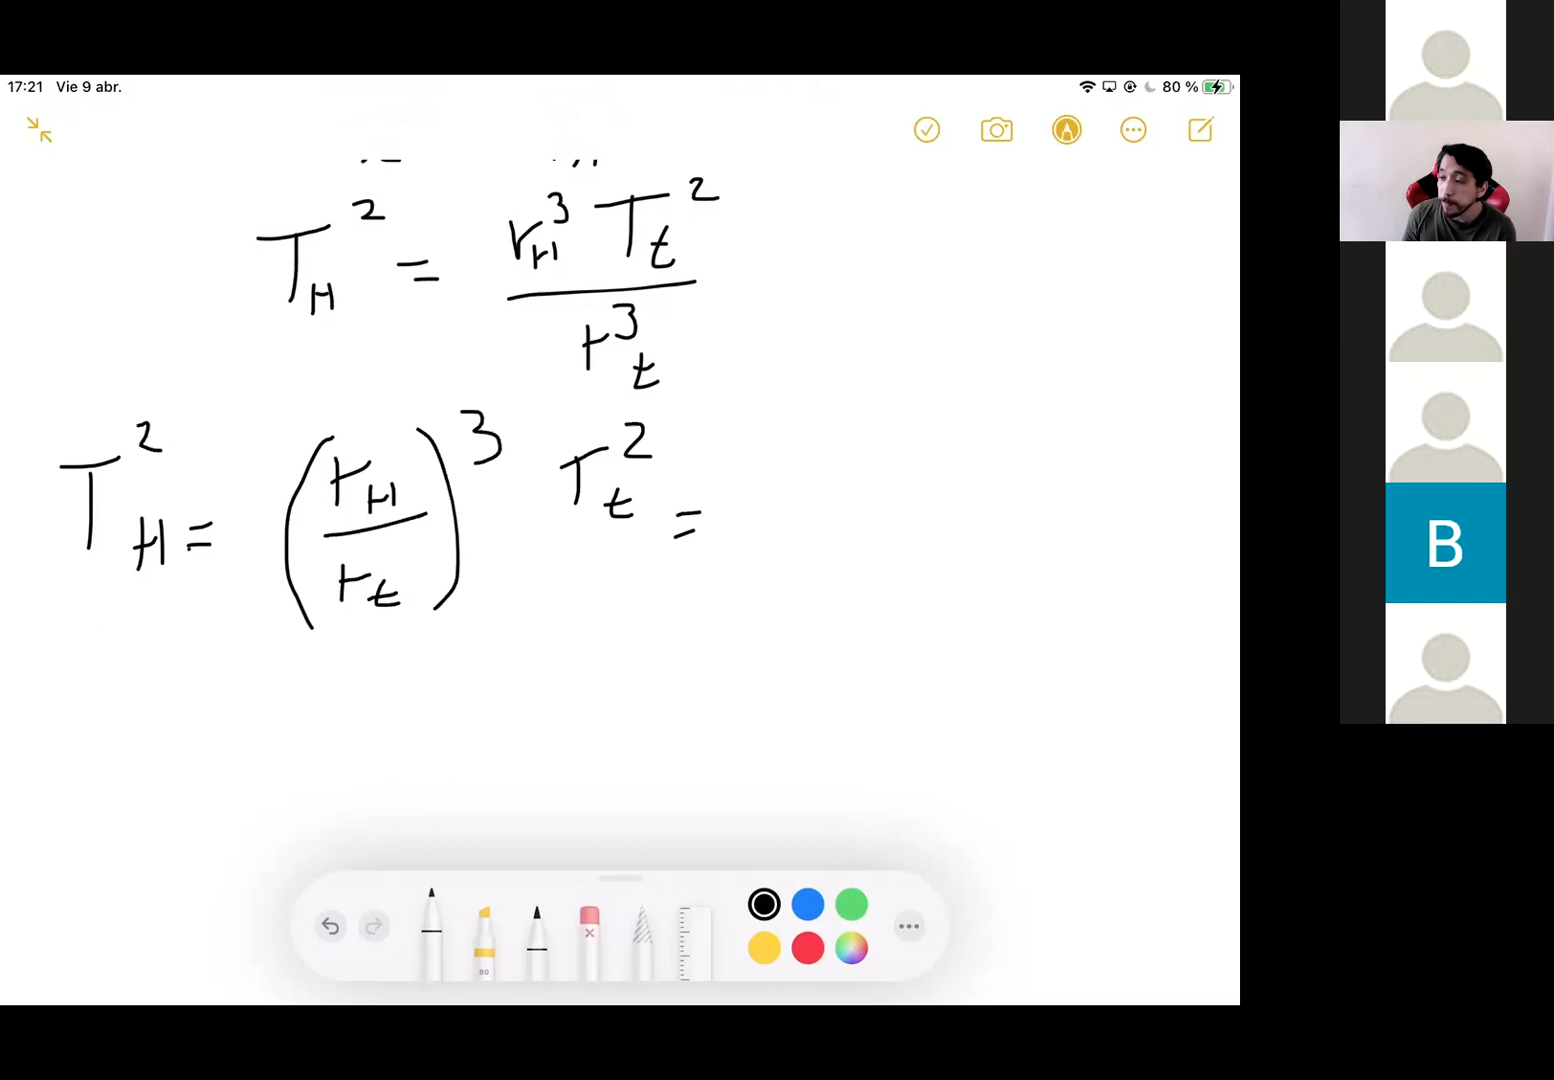 17:21 Vie 9 abr. 80 %
T_H^2 = r_H^3 T_t^2 / r_t^3
T_H^2 = (r_H / r_t)^3 T_t^2 =
B
80